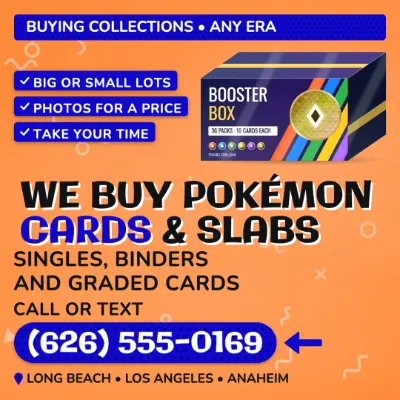 BUYING COLLECTIONS • ANY ERA
✓ BIG OR SMALL LOTS
✓ PHOTOS FOR A PRICE
✓ TAKE YOUR TIME
BOOSTER
BOX
36 PACKS · 10 CARDS EACH
WE BUY POKÉMON
CARDS & SLABS
SINGLES, BINDERS
AND GRADED CARDS
CALL OR TEXT
(626) 555-0169
LONG BEACH • LOS ANGELES • ANAHEIM